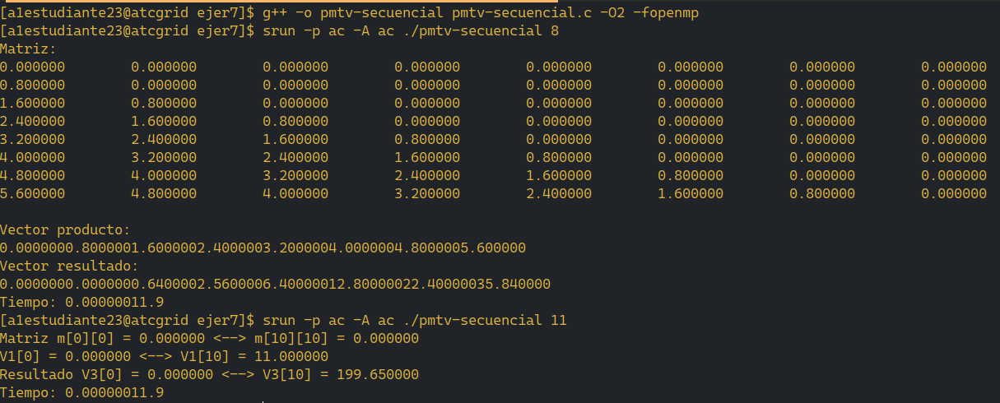 [a1estudiante23@atcgrid ejer7]$ g++ -o pmtv-secuencial pmtv-secuencial.c -O2 -fopenmp
[a1estudiante23@atcgrid ejer7]$ srun -p ac -A ac ./pmtv-secuencial 8
Matriz:
0.000000 0.000000 0.000000 0.000000 0.000000 0.000000 0.000000 0.000000
0.800000 0.000000 0.000000 0.000000 0.000000 0.000000 0.000000 0.000000
1.600000 0.800000 0.000000 0.000000 0.000000 0.000000 0.000000 0.000000
2.400000 1.600000 0.800000 0.000000 0.000000 0.000000 0.000000 0.000000
3.200000 2.400000 1.600000 0.800000 0.000000 0.000000 0.000000 0.000000
4.000000 3.200000 2.400000 1.600000 0.800000 0.000000 0.000000 0.000000
4.800000 4.000000 3.200000 2.400000 1.600000 0.800000 0.000000 0.000000
5.600000 4.800000 4.000000 3.200000 2.400000 1.600000 0.800000 0.000000
Vector producto:
0.0000000.8000001.6000002.4000003.2000004.0000004.8000005.600000
Vector resultado:
0.0000000.0000000.6400002.5600006.40000012.80000022.40000035.840000
Tiempo: 0.00000011.9
[a1estudiante23@atcgrid ejer7]$ srun -p ac -A ac ./pmtv-secuencial 11
Matriz m[0][0] = 0.000000 <--> m[10][10] = 0.000000
V1[0] = 0.000000 <--> V1[10] = 11.000000
Resultado V3[0] = 0.000000 <--> V3[10] = 199.650000
Tiempo: 0.00000011.9